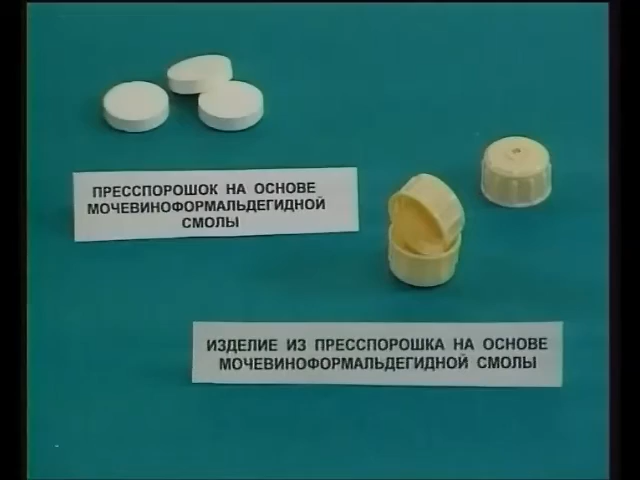 ПРЕССПОРОШОК НА ОСНОВЕ
МОЧЕВИНОФОРМАЛЬДЕГИДНОЙ
СМОЛЫ
ИЗДЕЛИЕ ИЗ ПРЕССПОРОШКА НА ОСНОВЕ
МОЧЕВИНОФОРМАЛЬДЕГИДНОЙ СМОЛЫ